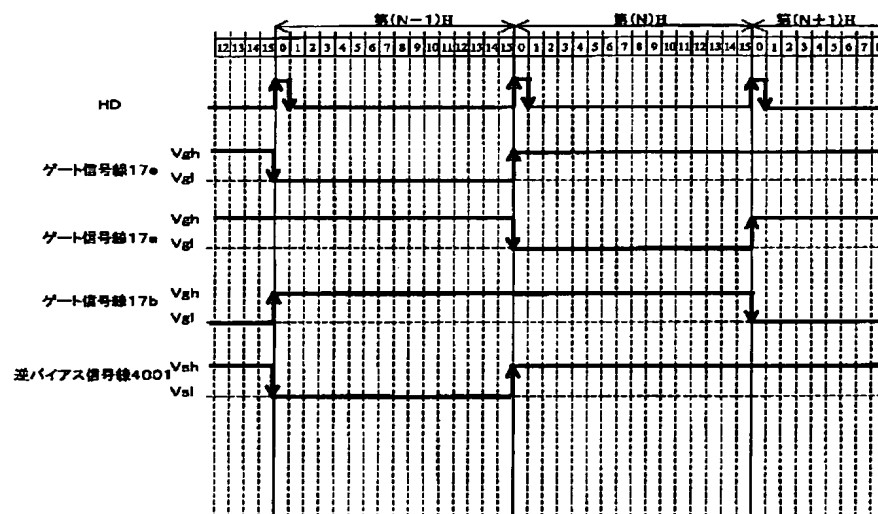 第(N−1)H 第(N)H 第(N+1)H
12 13 14 15 0 1 2 3 4 5 6 7 8 9 10 11 12 13 14 15 0 1 2 3 4 5 6 7 8 9 10 11 12 13 14 15 0 1 2 3 4 5 6 7 8
HD
Vgh
ゲート信号線17e
Vgl
Vgh
ゲート信号線17a
Vgl
ゲート信号線17b
Vgh
Vgl
逆バイアス信号線4001
Vsh
Vsl